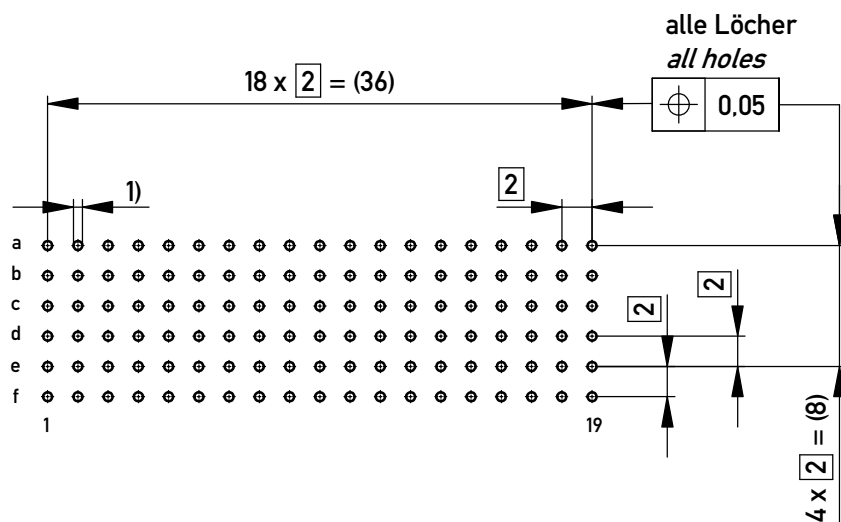 alle Löcher
all holes
18 x 2 = (36)
0,05
1)
2
a
b
2
c
2
d
e
f
1
19
4 x 2 = (8)